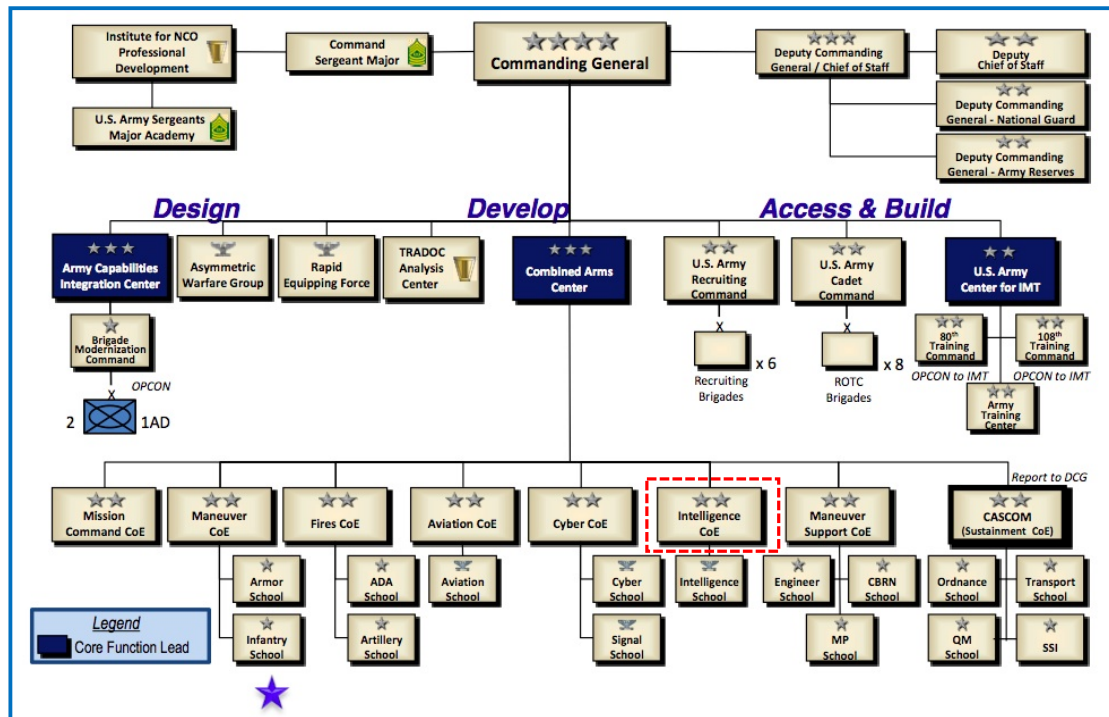 Institute for NCO
Professional
Development
Command
Sergeant Major
Commanding General
Deputy Commanding
General / Chief of Staff
Deputy
Chief of Staff
U.S. Army Sergeants
Major Academy
Deputy Commanding
General - National Guard
Deputy Commanding
General - Army Reserves
Design
Develop
Access & Build
Army Capabilities
Integration Center
Asymmetric
Warfare Group
Rapid
Equipping Force
TRADOC
Analysis
Center
Combined Arms
Center
U.S. Army
Recruiting
Command
U.S. Army
Cadet
Command
U.S. Army
Center for IMT
Brigade
Modernization
Command
OPCON
X
2
1AD
X
x 6
Recruiting
Brigades
X
x 8
ROTC
Brigades
80th
Training
Command
OPCON to IMT
108th
Training
Command
OPCON to IMT
Army
Training
Center
Report to DCG
Mission
Command CoE
Maneuver
CoE
Fires CoE
Aviation CoE
Cyber CoE
Intelligence
CoE
Maneuver
Support CoE
CASCOM
(Sustainment CoE)
Armor
School
ADA
School
Aviation
School
Cyber
School
Intelligence
School
Engineer
School
CBRN
School
Ordnance
School
Transport
School
Infantry
School
Artillery
School
Signal
School
MP
School
QM
School
SSI
Legend
Core Function Lead